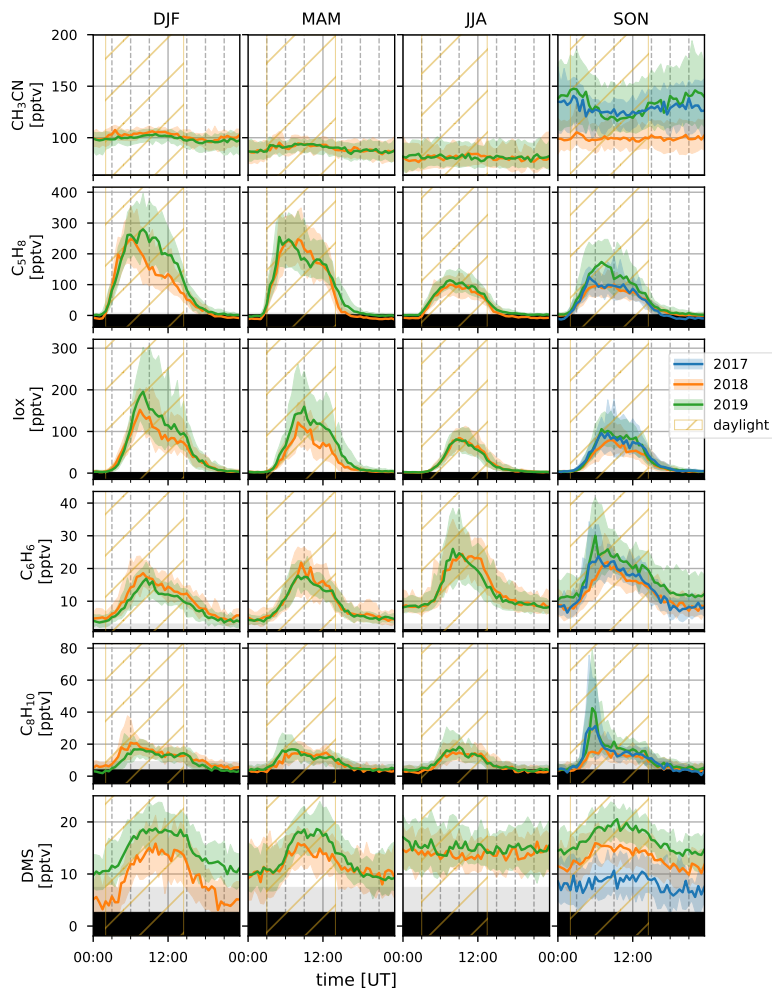 DJF MAM JJA SON
CH₃CN
[pptv]
200
150
100
C₅H₈
[pptv]
400
300
200
100
0
Iox
[pptv]
300
200
100
0
2017
2018
2019
daylight
C₆H₆
[pptv]
40
30
20
10
C₈H₁₀
[pptv]
80
60
40
20
0
DMS
[pptv]
20
10
0
00:00 12:00 00:00 12:00 00:00 12:00 00:00 12:00
time [UT]